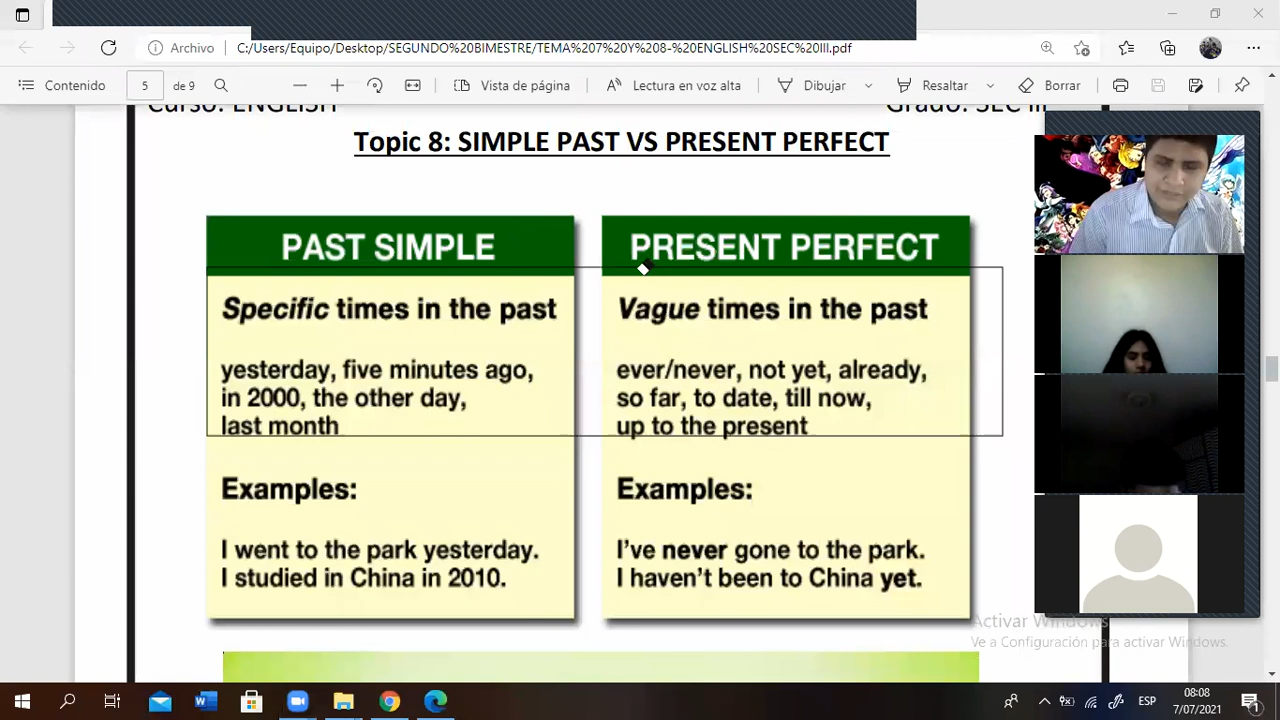 Archivo
C:/Users/Equipo/Desktop/SEGUNDO%20BIMESTRE/TEMA%207%20Y%208-%20ENGLISH%20SEC%20III.pdf
Contenido
5
de 9
Vista de página
Lectura en voz alta
Dibujar
Resaltar
Borrar
Curso: ENGLISH
Grado: SEC III
Topic 8: SIMPLE PAST VS PRESENT PERFECT
PAST SIMPLE
Specific times in the past
yesterday, five minutes ago,
in 2000, the other day,
last month
Examples:
I went to the park yesterday.
I studied in China in 2010.
PRESENT PERFECT
Vague times in the past
ever/never, not yet, already,
so far, to date, till now,
up to the present
Examples:
I've never gone to the park.
I haven't been to China yet.
Activar Windows
Ve a Configuración para activar Windows.
ESP
08:08
7/07/2021